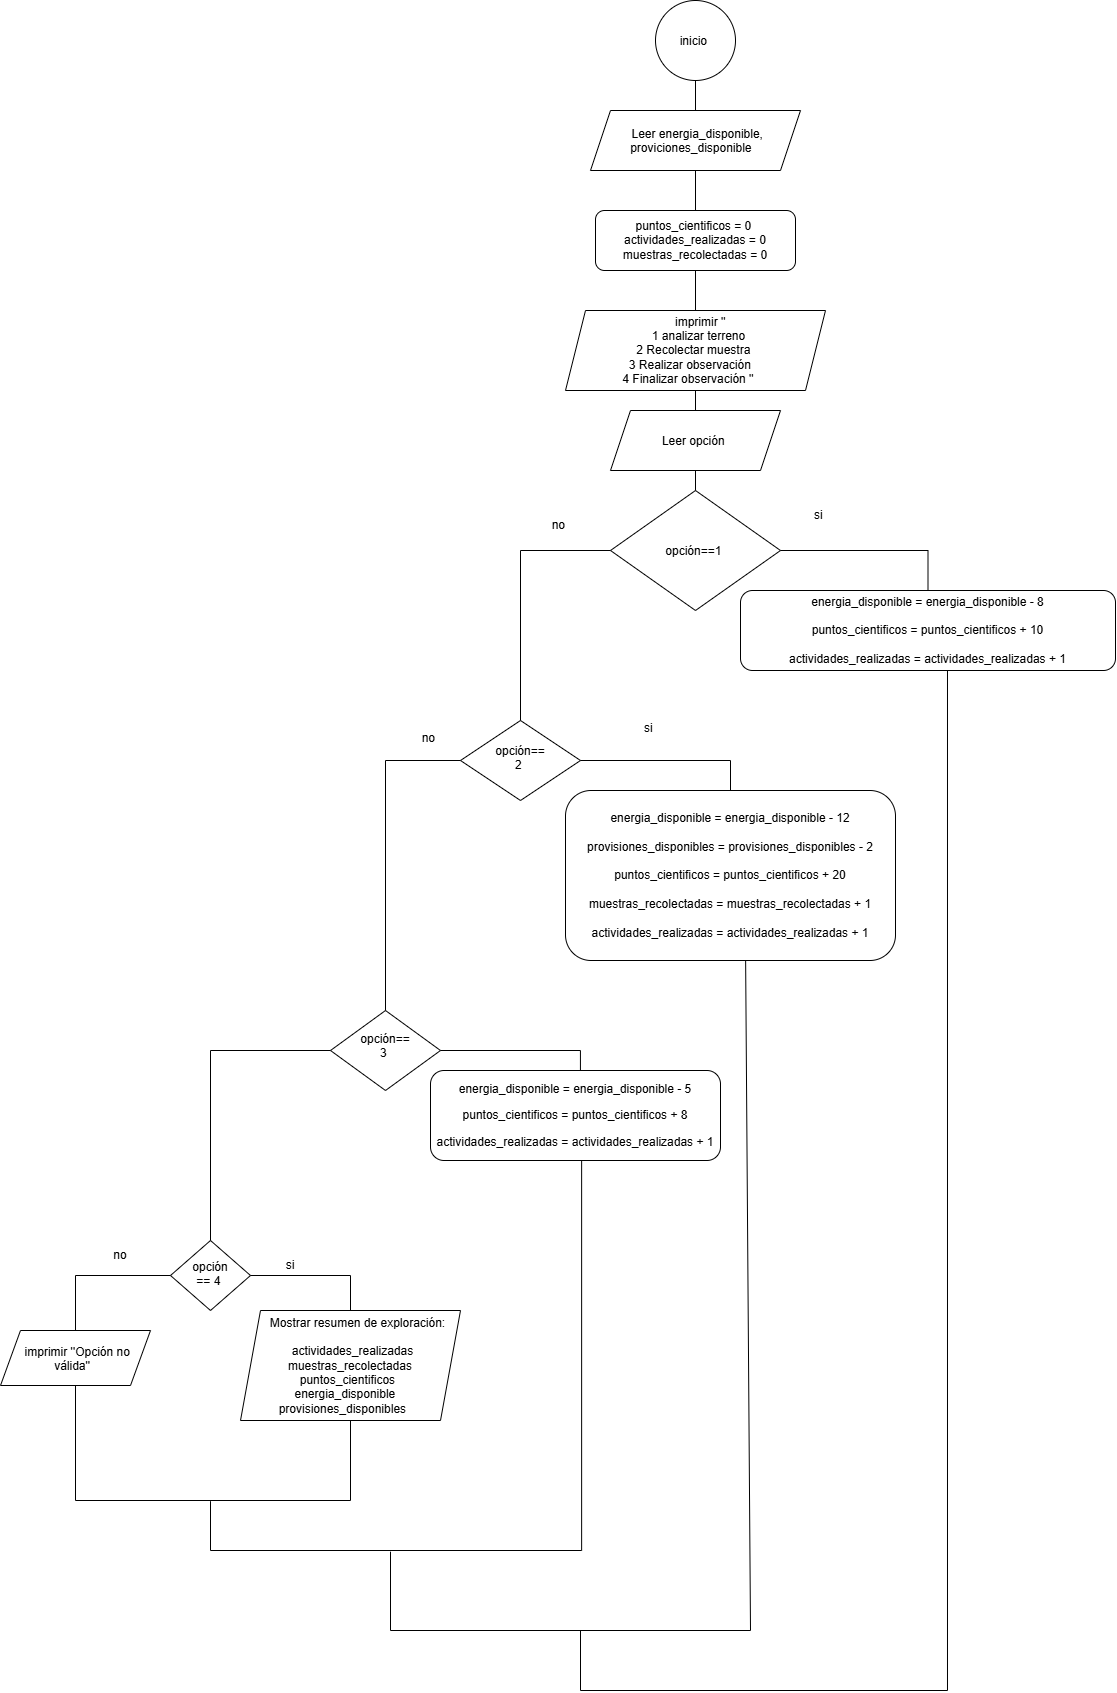 inicio
Leer energia_disponible,
proviciones_disponible
puntos_cientificos = 0
actividades_realizadas = 0
muestras_recolectadas = 0
imprimir "
1 analizar terreno
2 Recolectar muestra
3 Realizar observación
4 Finalizar observación "
Leer opción
no
si
opción==1
energia_disponible = energia_disponible - 8
puntos_cientificos = puntos_cientificos + 10
actividades_realizadas = actividades_realizadas + 1
no
si
opción==
2
energia_disponible = energia_disponible - 12
provisiones_disponibles = provisiones_disponibles - 2
puntos_cientificos = puntos_cientificos + 20
muestras_recolectadas = muestras_recolectadas + 1
actividades_realizadas = actividades_realizadas + 1
opción==
3
energia_disponible = energia_disponible - 5
puntos_cientificos = puntos_cientificos + 8
actividades_realizadas = actividades_realizadas + 1
no
si
opción
== 4
imprimir "Opción no
válida"
Mostrar resumen de exploración:
actividades_realizadas
muestras_recolectadas
puntos_cientificos
energia_disponible
provisiones_disponibles